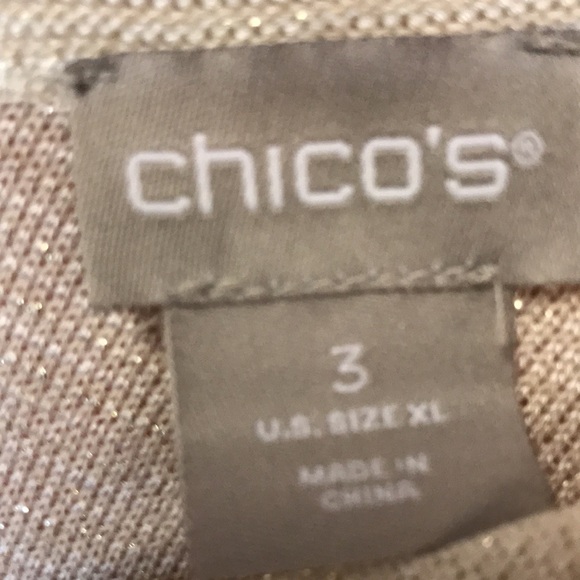 chico's®
3
U.S. SIZE XL
MADE IN
CHINA